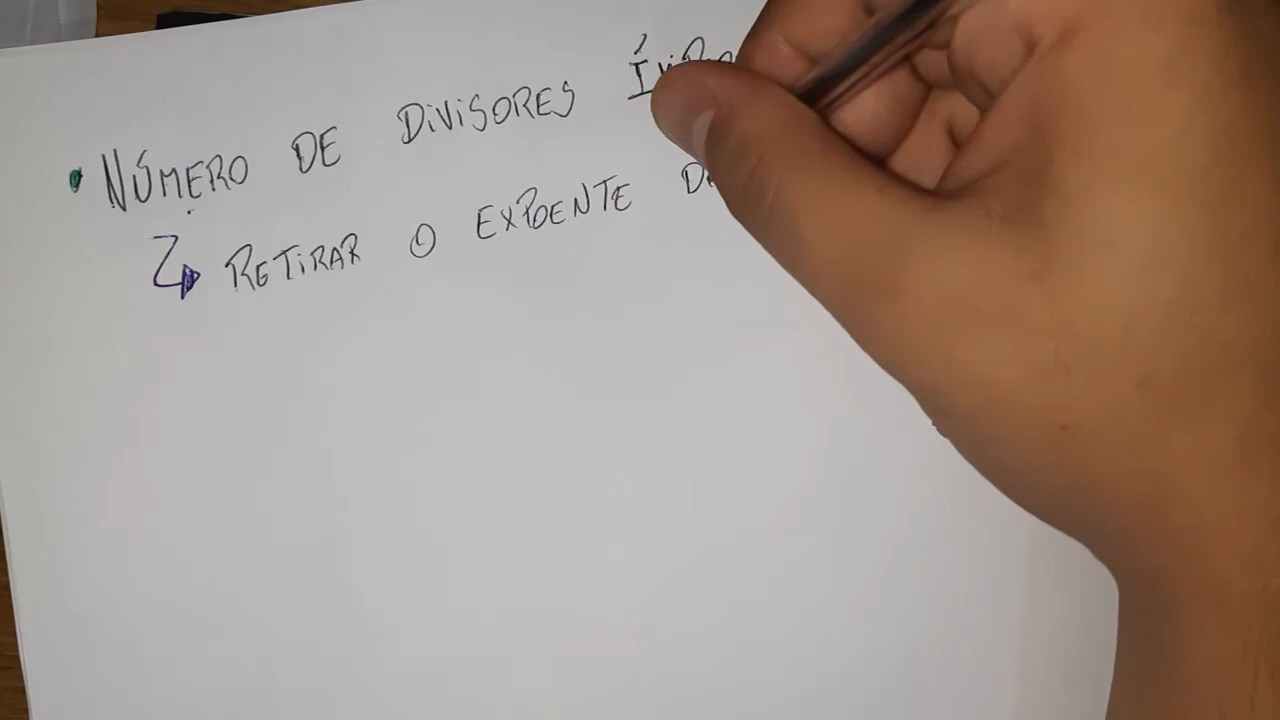 • NÚMERO DE DIVISORES
RETIRAR O EXPOENTE